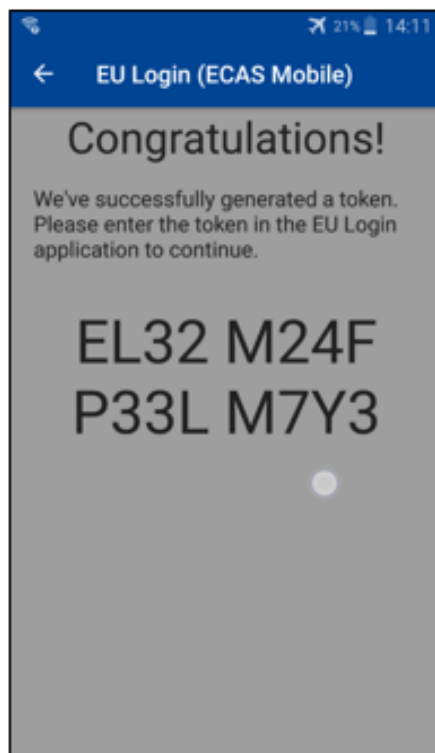 21% 14:11
EU Login (ECAS Mobile)
Congratulations!
We've successfully generated a token.
Please enter the token in the EU Login
application to continue.
EL32 M24F
P33L M7Y3